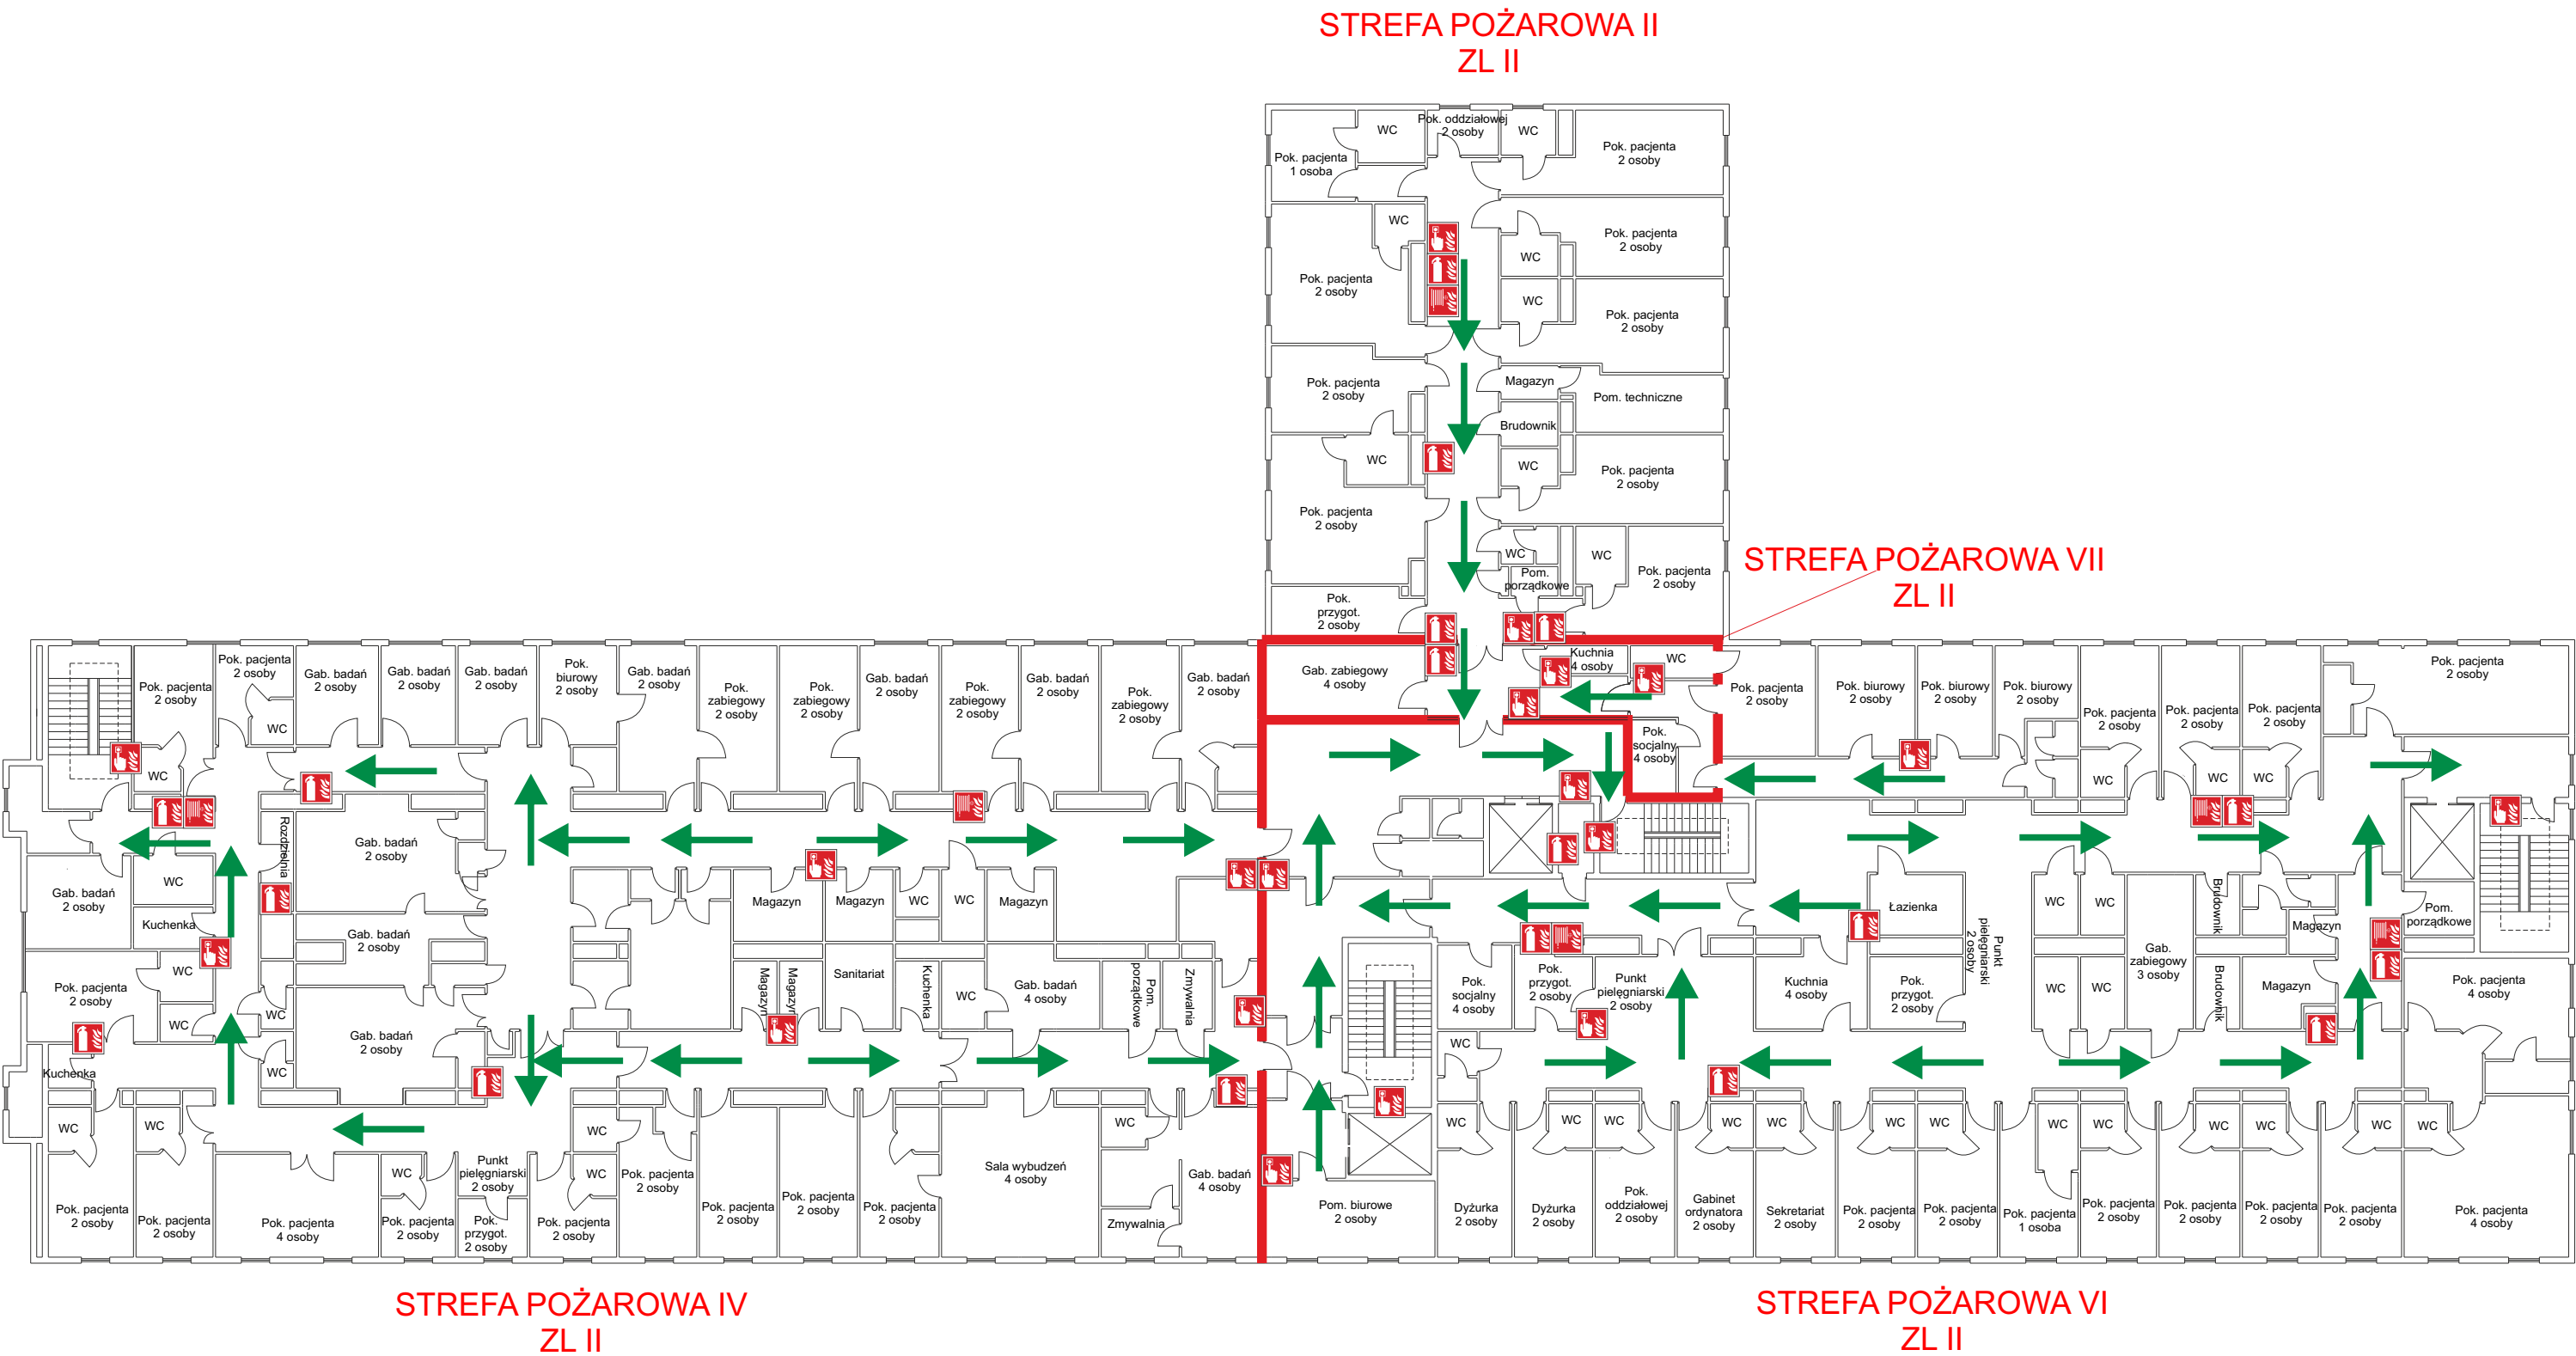 STREFA POŻAROWA II
ZL II
Pok. oddziałowej
2 osoby
WC
WC
Pok. pacjenta
1 osoba
Pok. pacjenta
2 osoby
WC
Pok. pacjenta
2 osoby
WC
Pok. pacjenta
2 osoby
WC
Pok. pacjenta
2 osoby
Pok. pacjenta
2 osoby
Magazyn
Pom. techniczne
Brudownik
WC
WC
Pok. pacjenta
2 osoby
Pok. pacjenta
2 osoby
WC
WC
Pom.
porządkowe
Pok. pacjenta
2 osoby
Pok.
przygot.
2 osoby
STREFA POŻAROWA VII
ZL II
Gab. zabiegowy
4 osoby
Kuchnia
4 osoby
WC
Pok.
socjalny
4 osoby
Pok. pacjenta
2 osoby
Pok. pacjenta
2 osoby
WC
WC
Gab. badań
2 osoby
Gab. badań
2 osoby
Gab. badań
2 osoby
Pok.
biurowy
2 osoby
Gab. badań
2 osoby
Pok.
zabiegowy
2 osoby
Pok.
zabiegowy
2 osoby
Gab. badań
2 osoby
Pok.
zabiegowy
2 osoby
Gab. badań
2 osoby
Pok.
zabiegowy
2 osoby
Gab. badań
2 osoby
Pok. pacjenta
2 osoby
Pok. biurowy
2 osoby
Pok. biurowy
2 osoby
Pok. biurowy
2 osoby
Pok. pacjenta
2 osoby
WC
Pok. pacjenta
2 osoby
WC
Pok. pacjenta
2 osoby
WC
Pok. pacjenta
2 osoby
Rozdzielnia
Gab. badań
2 osoby
Gab. badań
2 osoby
WC
Kuchenka
Gab. badań
2 osoby
Pok. pacjenta
2 osoby
WC
WC
WC
Gab. badań
2 osoby
WC
Kuchenka
Magazyn
Magazyn
WC
WC
Magazyn
Magazyn
Magazyn
Sanitariat
Kuchenka
WC
Gab. badań
4 osoby
Pom.
porządkowe
Zmywalnia
Łazienka
Punkt
pielęgniarski
2 osoby
WC
WC
Gab.
zabiegowy
3 osoby
Brudownik
Magazyn
Pom.
porządkowe
Pok.
socjalny
4 osoby
Pok.
przygot.
2 osoby
Punkt
pielęgniarski
2 osoby
Kuchnia
4 osoby
Pok.
przygot.
2 osoby
WC
WC
Brudownik
Magazyn
Pok. pacjenta
4 osoby
WC
WC
WC
Pok. pacjenta
2 osoby
Pok. pacjenta
2 osoby
Pok. pacjenta
4 osoby
WC
Pok. pacjenta
2 osoby
Punkt
pielęgniarski
2 osoby
Pok.
przygot.
2 osoby
WC
WC
Pok. pacjenta
2 osoby
Pok. pacjenta
2 osoby
Pok. pacjenta
2 osoby
Pok. pacjenta
2 osoby
Pok. pacjenta
2 osoby
Sala wybudzeń
4 osoby
WC
Zmywalnia
Gab. badań
4 osoby
Pom. biurowe
2 osoby
WC
Dyżurka
2 osoby
WC
Dyżurka
2 osoby
WC
Pok.
oddziałowej
2 osoby
WC
Gabinet
ordynatora
2 osoby
WC
Sekretariat
2 osoby
WC
Pok. pacjenta
2 osoby
WC
Pok. pacjenta
2 osoby
WC
Pok. pacjenta
1 osoba
WC
Pok. pacjenta
2 osoby
WC
Pok. pacjenta
2 osoby
WC
Pok. pacjenta
2 osoby
WC
Pok. pacjenta
2 osoby
WC
Pok. pacjenta
4 osoby
STREFA POŻAROWA IV
ZL II
STREFA POŻAROWA VI
ZL II